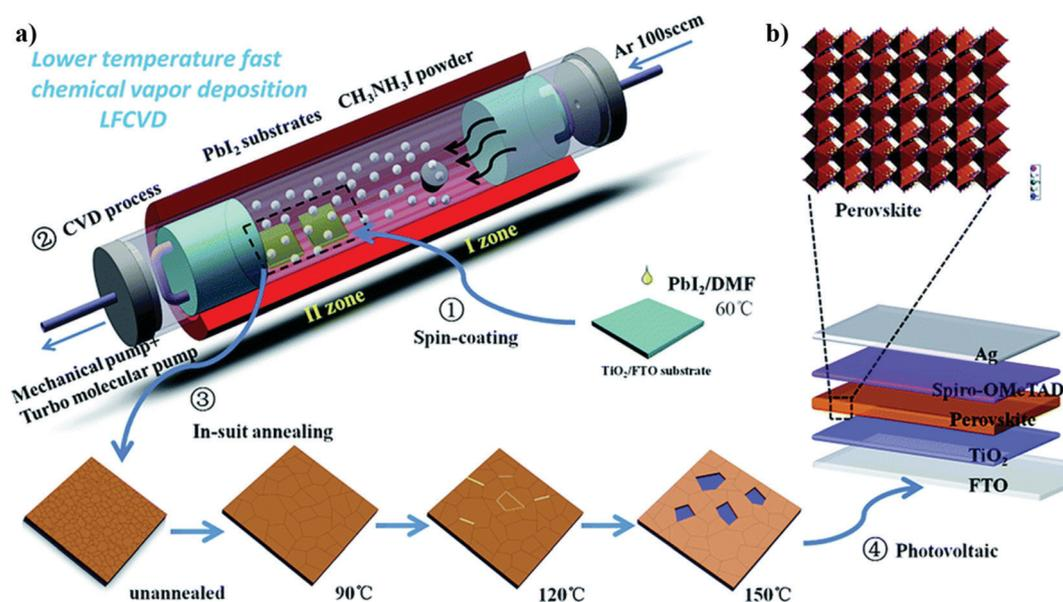 a)
Lower temperature fast
chemical vapor deposition
LFCVD
Ar 100sccm
CH₃NH₃I powder
PbI₂ substrates
② CVD process
I zone
II zone
①
Spin-coating
PbI₂/DMF
60℃
TiO₂/FTO substrate
Mechanical pump+
Turbo molecular pump
③
In-suit annealing
unannealed
90℃
120℃
150℃
④ Photovoltaic
b)
Perovskite
Ag
Spiro-OMeTAD
Perovskite
TiO₂
FTO